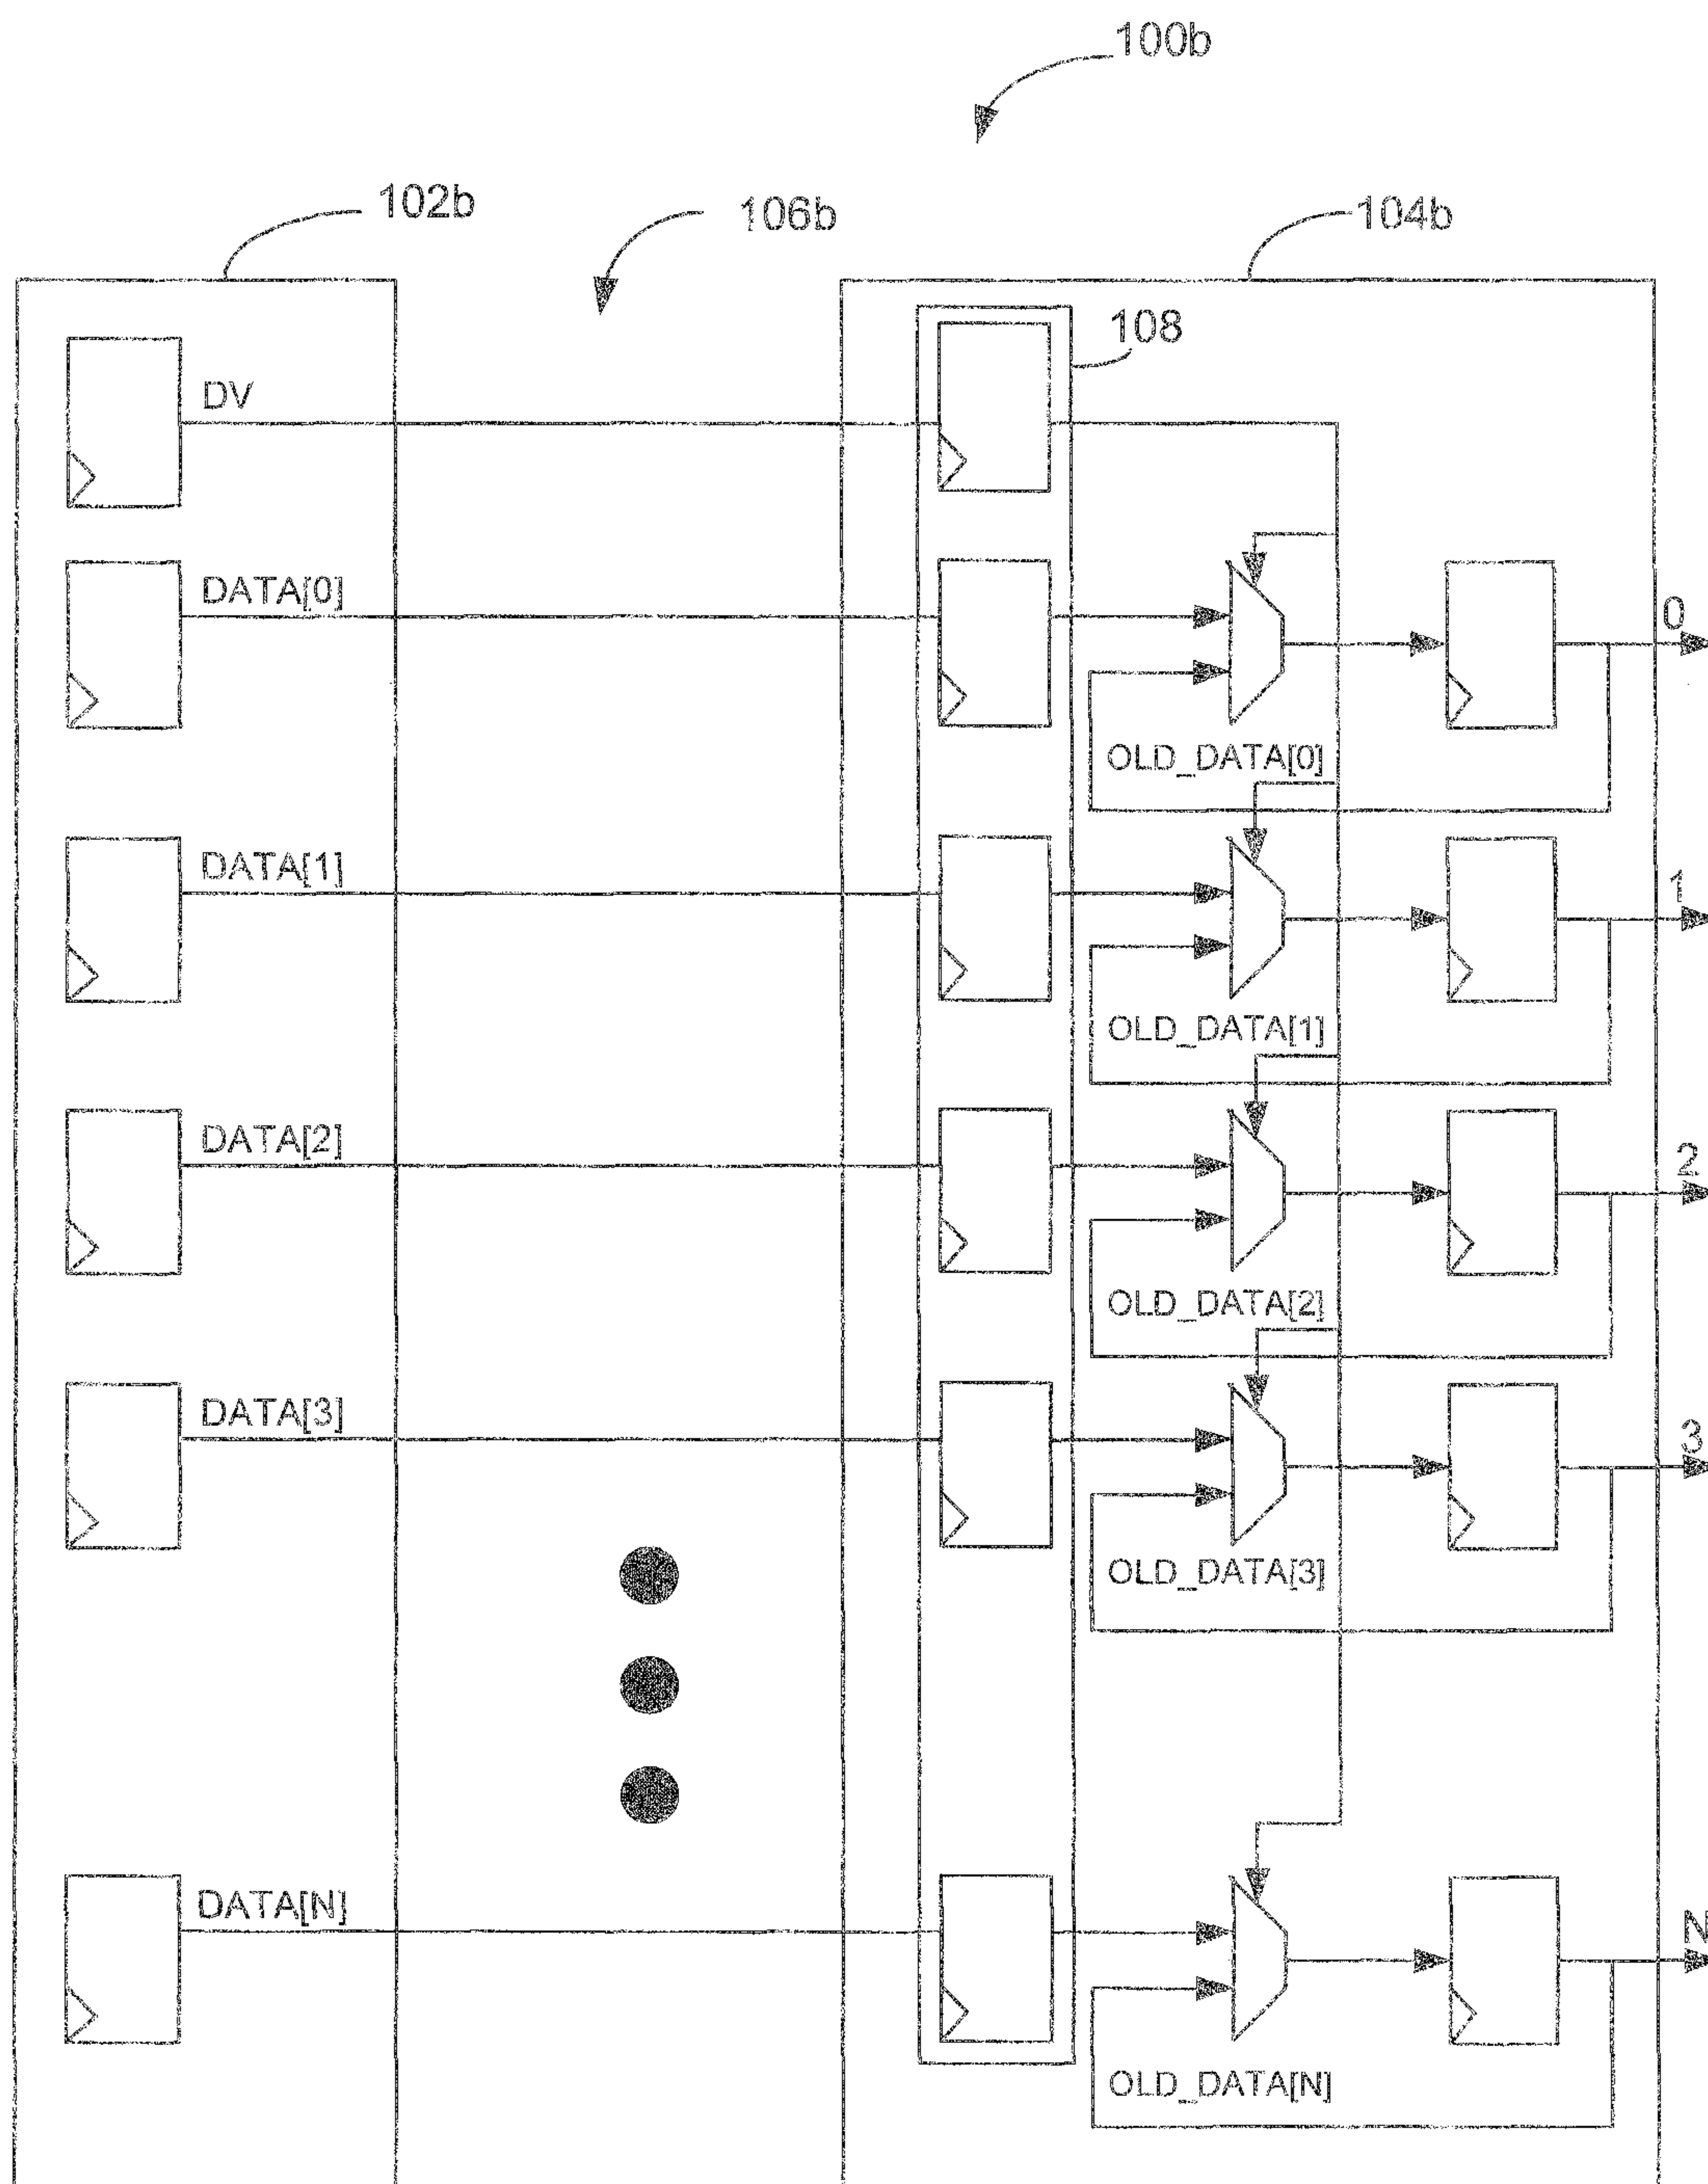 100b
102b
106b
104b
108
DV
DATA[0]
0
OLD_DATA[0]
DATA[1]
1
OLD_DATA[1]
DATA[2]
2
OLD_DATA[2]
DATA[3]
3
OLD_DATA[3]
DATA[N]
N
OLD_DATA[N]